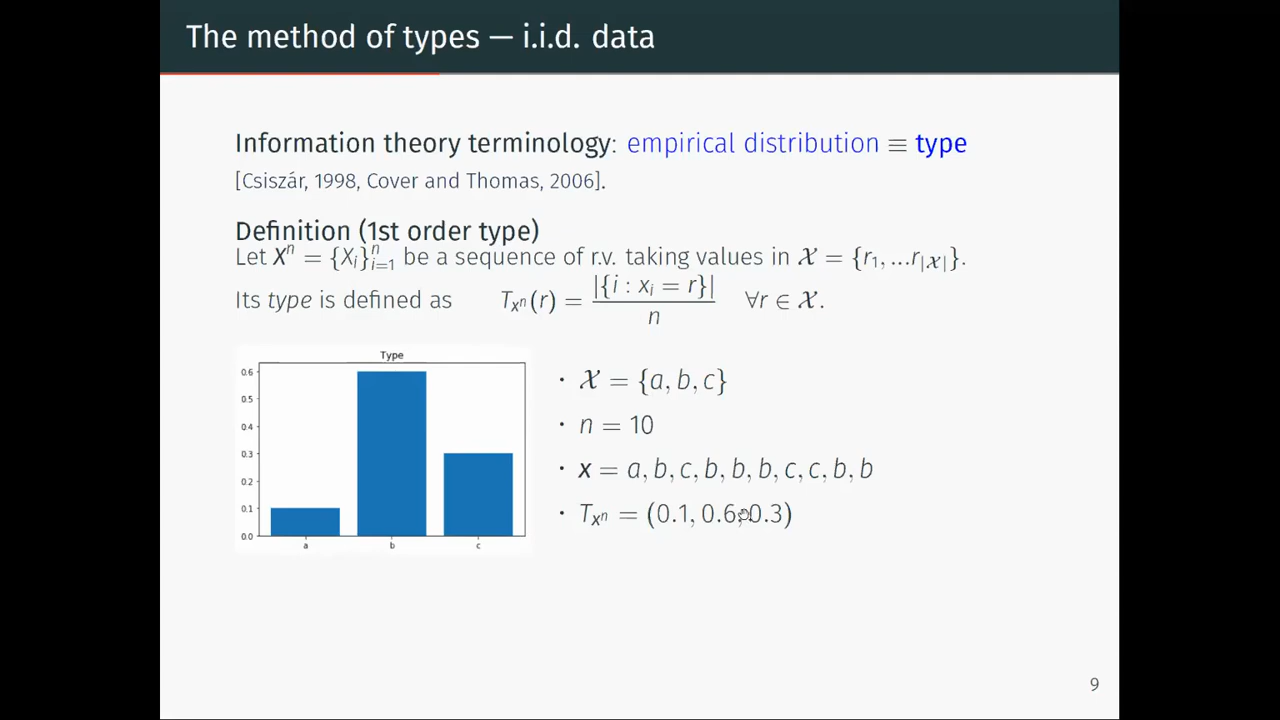 The method of types — i.i.d. data
Information theory terminology: empirical distribution ≡ type
[Csiszár, 1998, Cover and Thomas, 2006].
Definition (1st order type)
Let Xⁿ = {Xᵢ}ⁿᵢ₌₁ be a sequence of r.v. taking values in 𝒳 = {r₁, ...r|𝒳|}.
Its type is defined as T_xⁿ(r) = |{i : xᵢ = r}| / n ∀r ∈ 𝒳.
Type
0.6
0.5
0.4
0.3
0.2
0.1
0.0
a b c
· 𝒳 = {a, b, c}
· n = 10
· x = a, b, c, b, b, b, c, c, b, b
· T_xⁿ = (0.1, 0.6, 0.3)
9